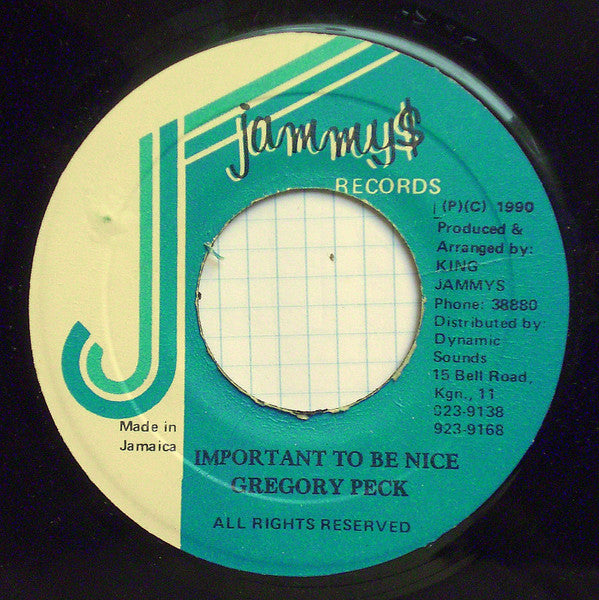 jammy$
RECORDS
(P)(C) 1990
Produced &
Arranged by:
KING
JAMMYS
Phone: 38880
Distributed by:
Dynamic
Sounds
15 Bell Road,
Kgn., 11
923-9138
923-9168
Made in
Jamaica
IMPORTANT TO BE NICE
GREGORY PECK
ALL RIGHTS RESERVED